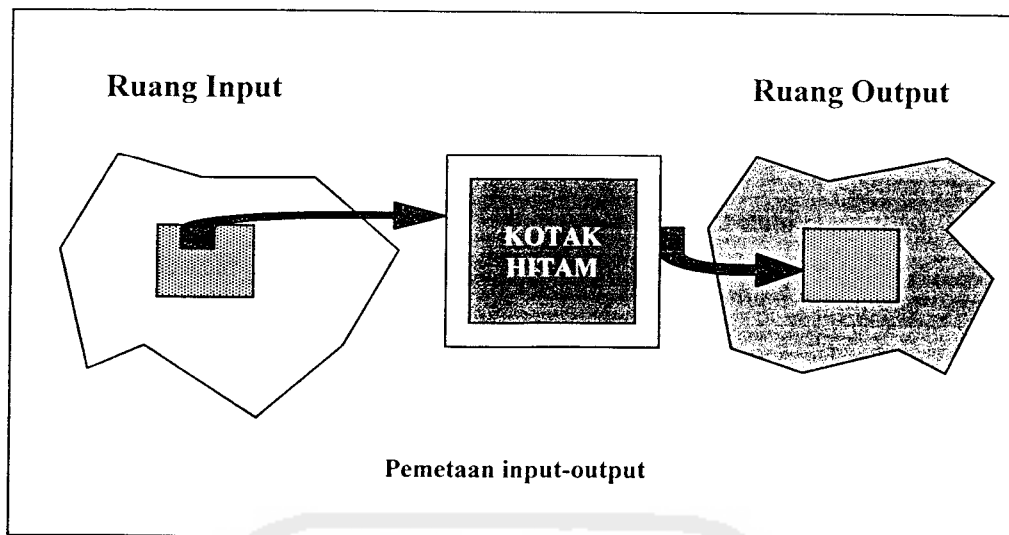 Ruang Input
Ruang Output
KOTAK
HITAM
Pemetaan input-output